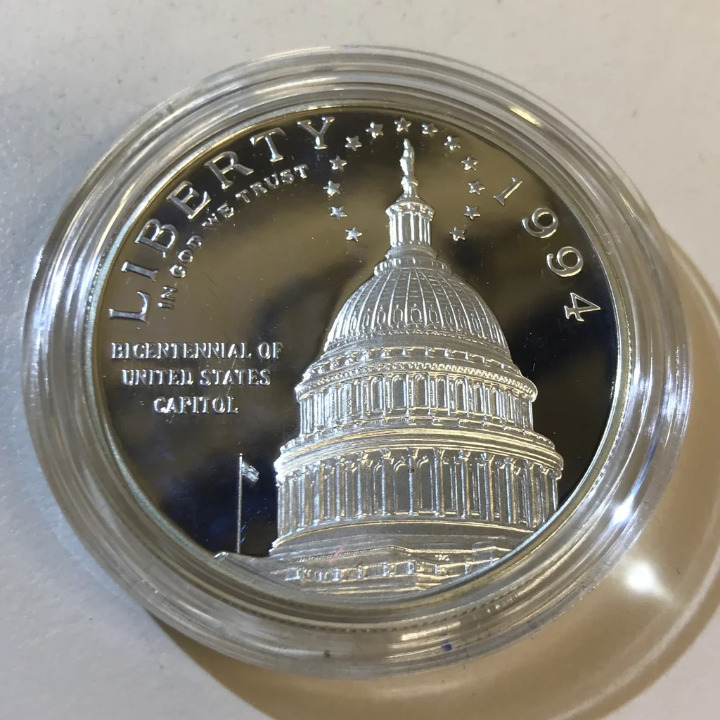 LIBERTY
IN GOD WE TRUST
1994
BICENTENNIAL OF
UNITED STATES
CAPITOL